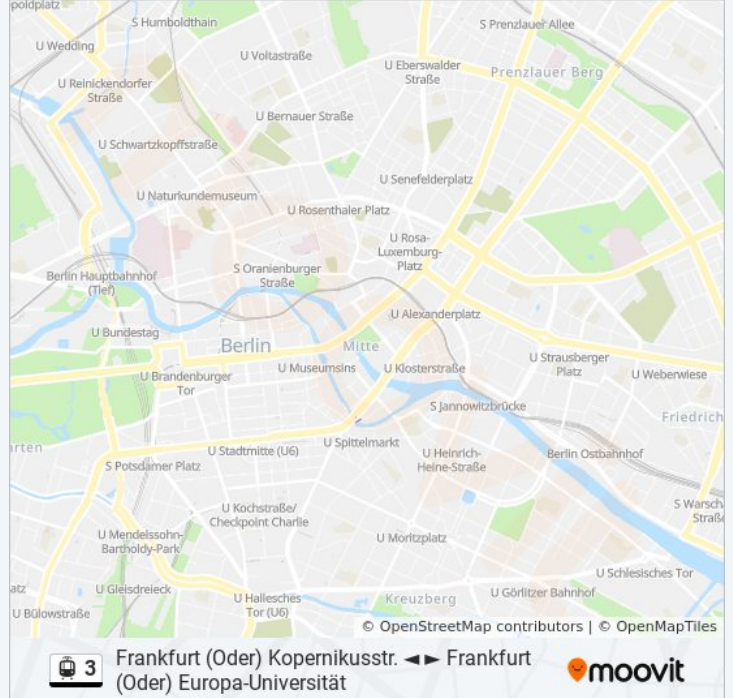 poldplatz
S Humboldthain
S Prenzlauer Allee
U Wedding
U Voltastraße
U Eberswalder
Straße
Prenzlauer Berg
U Reinickendorfer
Straße
U Bernauer Straße
U Schwartzkopffstraße
U Senefelderplatz
U Naturkundemuseum
U Rosenthaler Platz
U Rosa-
Luxemburg-
Platz
Berlin Hauptbahnhof
(Tief)
S Oranienburger
Straße
U Alexanderplatz
U Bundestag
Berlin
Mitte
U Strausberger
Platz
U Museumsins
U Klosterstraße
U Weberwiese
U Brandenburger
Tor
S Jannowitzbrücke
Friedrich
rten
U Stadtmitte (U6)
U Spittelmarkt
U Heinrich-
Heine-Straße
Berlin Ostbahnhof
S Potsdamer Platz
S Warsch
Straße
U Kochstraße/
Checkpoint Charlie
U Mendelssohn-
Bartholdy-Park
U Moritzplatz
U Schlesisches Tor
atz
U Gleisdreieck
U Hallesches
Tor (U6)
Kreuzberg
U Görlitzer Bahnhof
U Bülowstraße
© OpenStreetMap contributors | © OpenMapTiles
3
Frankfurt (Oder) Kopernikusstr. ◄► Frankfurt
(Oder) Europa-Universität
moovit